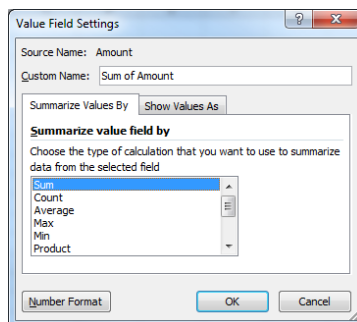 Value Field Settings
Source Name: Amount
Custom Name: Sum of Amount
Summarize Values By Show Values As
Summarize value field by
Choose the type of calculation that you want to use to summarize
data from the selected field
Sum
Count
Average
Max
Min
Product
Number Format OK Cancel